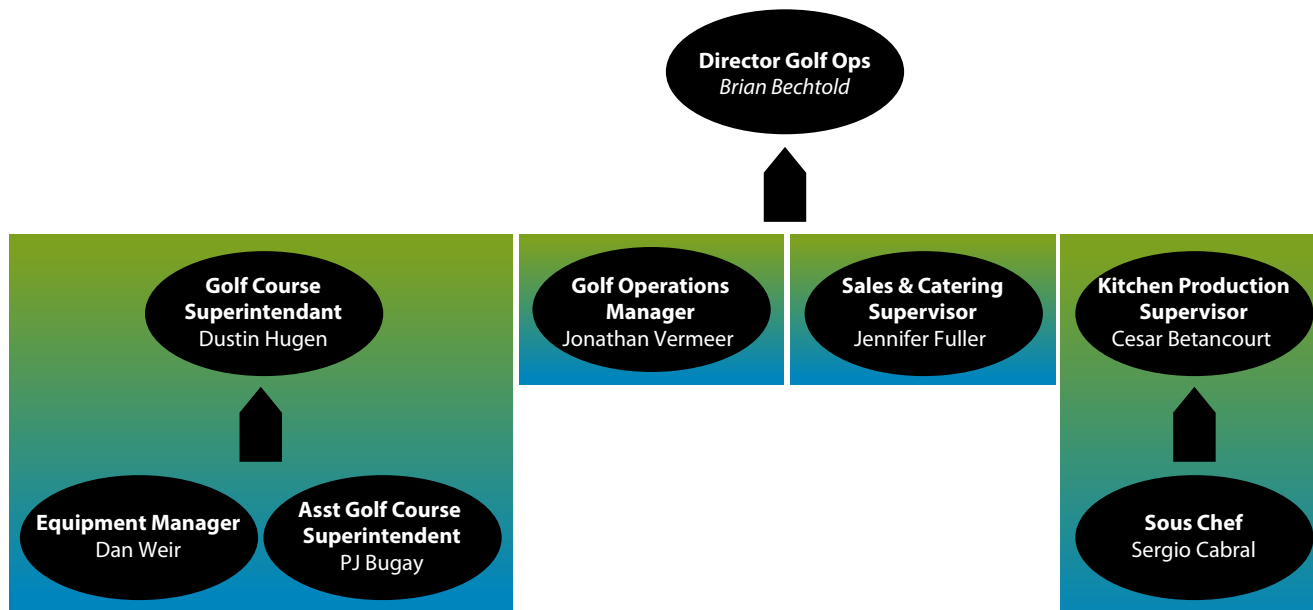 Director Golf Ops
Brian Bechtold
Golf Course
Superintendant
Dustin Hugen
Golf Operations
Manager
Jonathan Vermeer
Sales & Catering
Supervisor
Jennifer Fuller
Kitchen Production
Supervisor
Cesar Betancourt
Equipment Manager
Dan Weir
Asst Golf Course
Superintendent
PJ Bugay
Sous Chef
Sergio Cabral